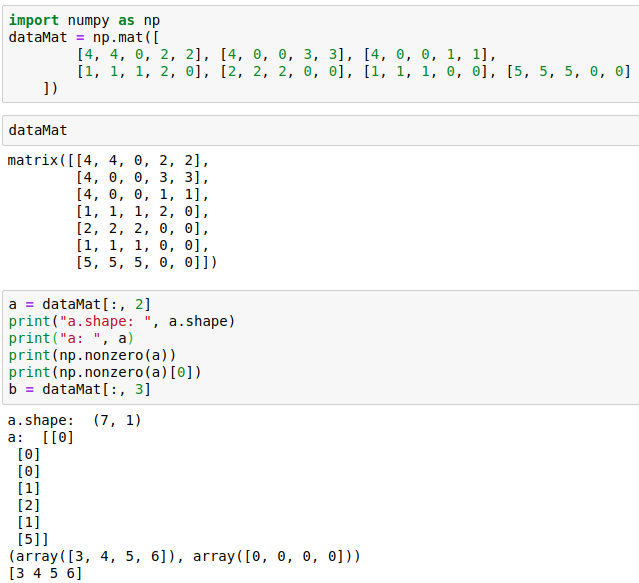 import numpy as np
dataMat = np.mat([
        [4, 4, 0, 2, 2], [4, 0, 0, 3, 3], [4, 0, 0, 1, 1],
        [1, 1, 1, 2, 0], [2, 2, 2, 0, 0], [1, 1, 1, 0, 0], [5, 5, 5, 0, 0]
    ])
dataMat
matrix([[4, 4, 0, 2, 2],
        [4, 0, 0, 3, 3],
        [4, 0, 0, 1, 1],
        [1, 1, 1, 2, 0],
        [2, 2, 2, 0, 0],
        [1, 1, 1, 0, 0],
        [5, 5, 5, 0, 0]])
a = dataMat[:, 2]
print("a.shape: ", a.shape)
print("a: ", a)
print(np.nonzero(a))
print(np.nonzero(a)[0])
b = dataMat[:, 3]
a.shape:  (7, 1)
a:  [[0]
 [0]
 [0]
 [1]
 [2]
 [1]
 [5]]
(array([3, 4, 5, 6]), array([0, 0, 0, 0]))
[3 4 5 6]